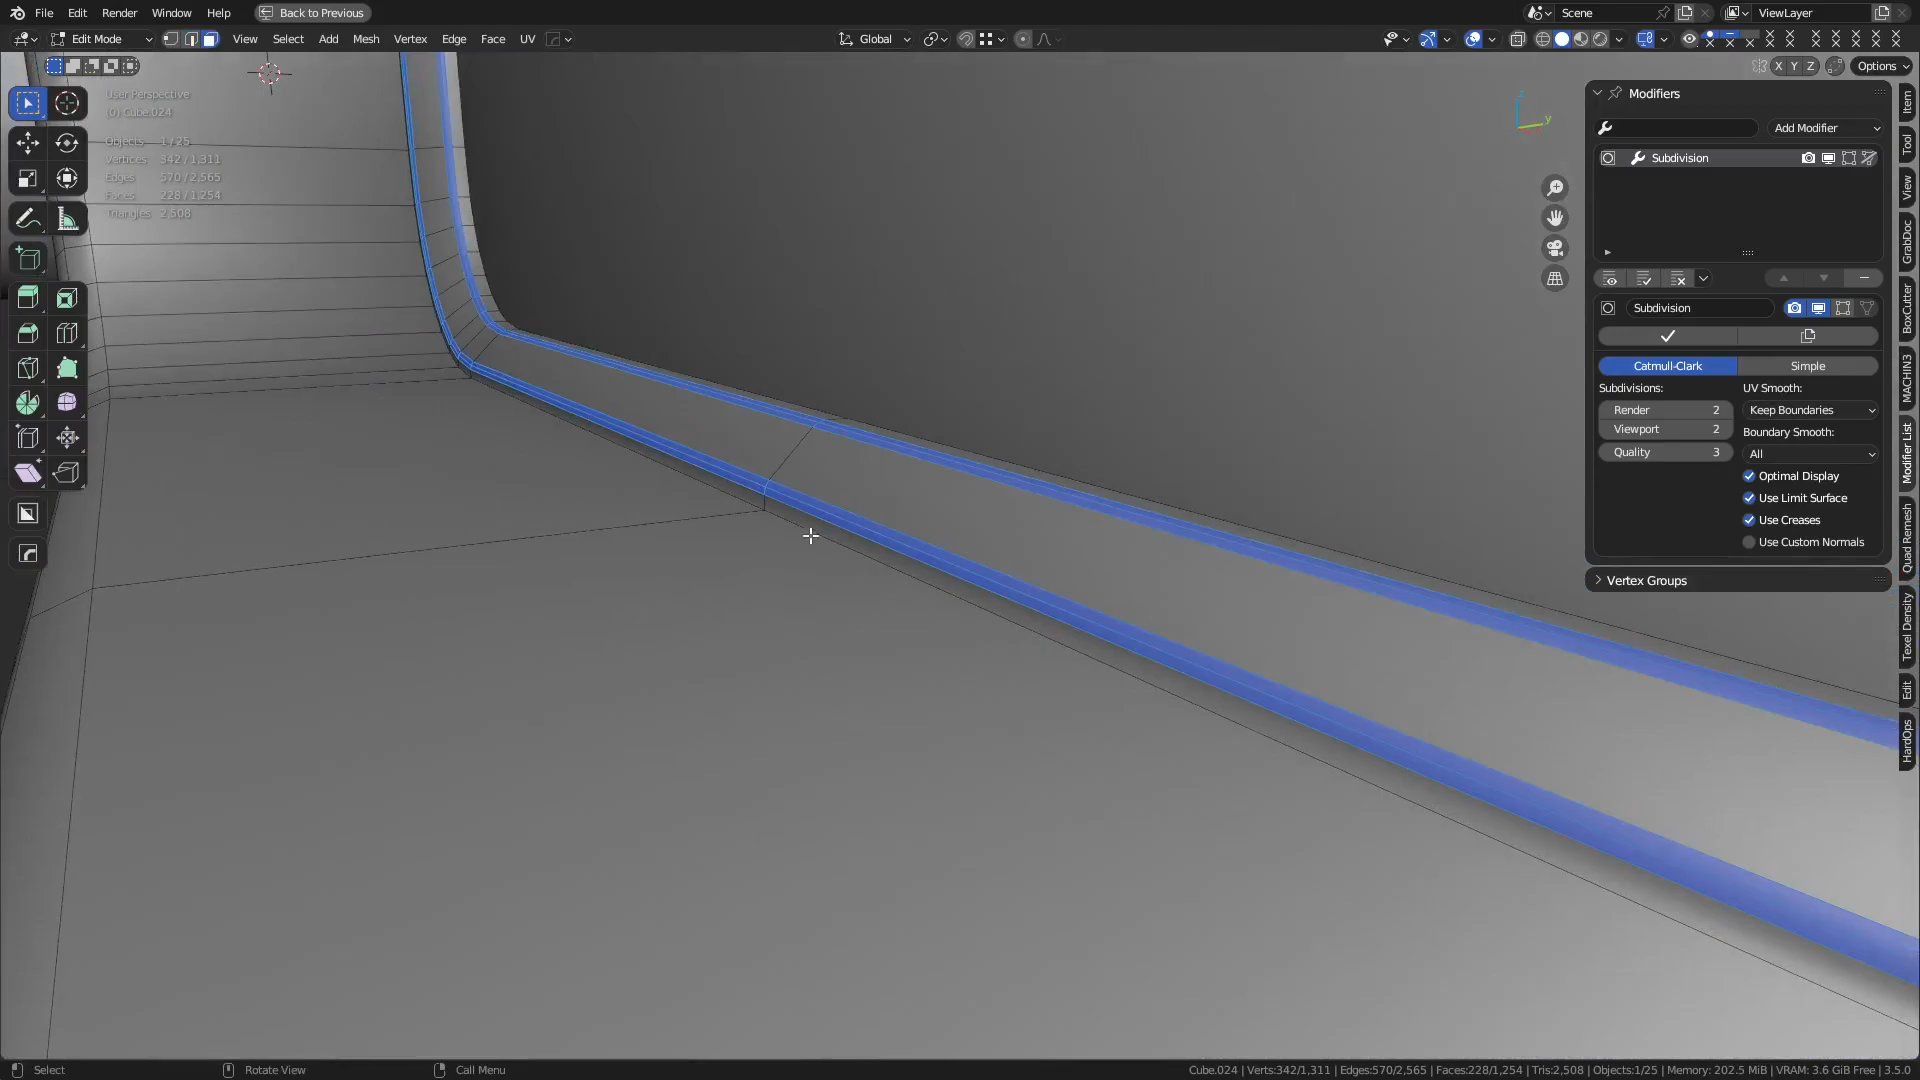 File Edit Render Window Help Back to Previous Scene ViewLayer
Edit Mode View Select Add Mesh Vertex Edge Face UV Global
X Y Z Options
User Perspective
(0) Cube.024
Objects 1 / 25
Vertices 342 / 1,311
Edges 570 / 2,565
Faces 228 / 1,254
Triangles 2,508
z
y
Modifiers
Add Modifier
Subdivision
Subdivision
Catmull-Clark Simple
Subdivisions: UV Smooth:
Render 2 Keep Boundaries
Viewport 2 Boundary Smooth:
Quality 3 All
Optimal Display
Use Limit Surface
Use Creases
Use Custom Normals
Vertex Groups
Item
Tool
View
GrabDoc
BoxCutter
MACHIN3
Modifier List
Quad Remesh
Texel Density
Edit
HardOps
Select Rotate View Call Menu Cube.024 | Verts:342/1,311 | Edges:570/2,565 | Faces:228/1,254 | Tris:2,508 | Objects:1/25 | Memory: 202.5 MiB | VRAM: 3.6 GiB Free | 3.5.0